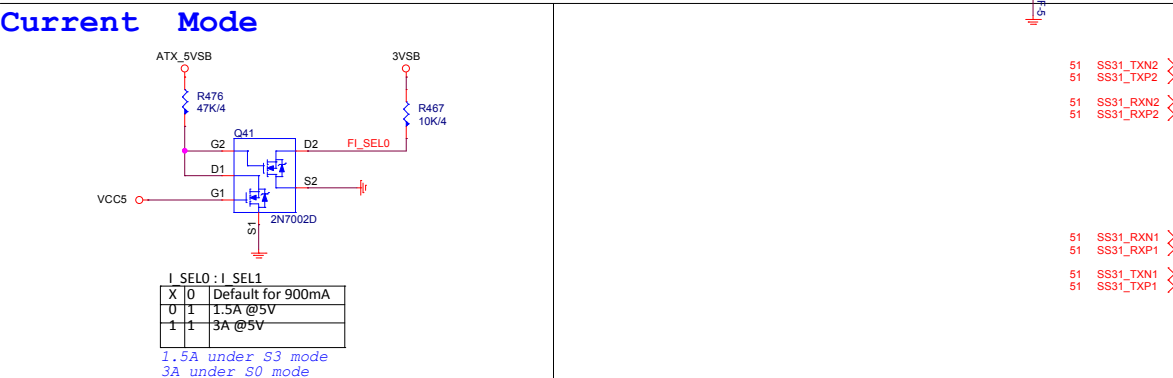 Current Mode
F-5
ATX_5VSB
3VSB
R476
47K/4
R467
10K/4
Q41
G2
D2
FI_SEL0
D1
S2
VCC5
G1
S1
2N7002D
I_SEL0 : I_SEL1
X 0 Default for 900mA
0 1 1.5A @5V
1 1 3A @5V
1.5A under S3 mode
3A under S0 mode
51 SS31_TXN2
51 SS31_TXP2
51 SS31_RXN2
51 SS31_RXP2
51 SS31_RXN1
51 SS31_RXP1
51 SS31_TXN1
51 SS31_TXP1